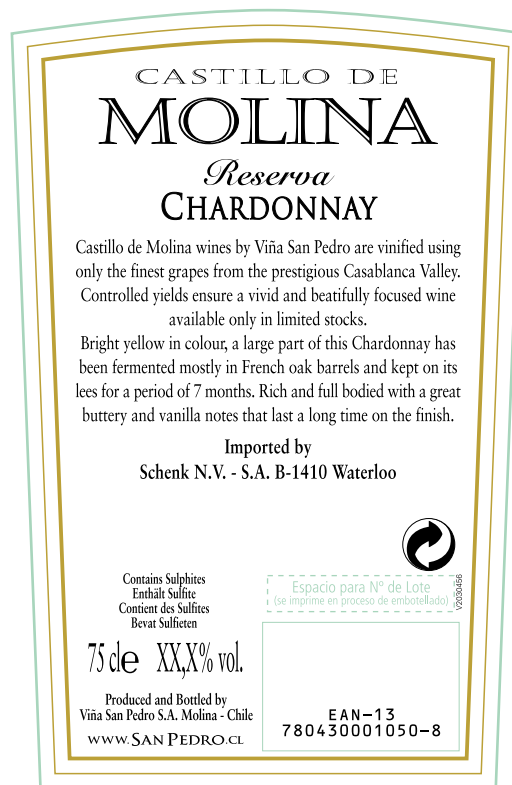 CASTILLO DE
MOLINA
Reserva
CHARDONNAY
Castillo de Molina wines by Viña San Pedro are vinified using
only the finest grapes from the prestigious Casablanca Valley.
Controlled yields ensure a vivid and beatifully focused wine
available only in limited stocks.
Bright yellow in colour, a large part of this Chardonnay has
been fermented mostly in French oak barrels and kept on its
lees for a period of 7 months. Rich and full bodied with a great
buttery and vanilla notes that last a long time on the finish.
Imported by
Schenk N.V. - S.A. B-1410 Waterloo
Contains Sulphites
Enthält Sulfite
Contient des Sulfites
Bevat Sulfieten
75 cle XX,X% vol.
Produced and Bottled by
Viña San Pedro S.A. Molina - Chile
WWW.SAN PEDRO.CL
Espacio para Nº de Lote
(se imprime en proceso de embotellado)
V2030456
EAN-13
780430001050-8